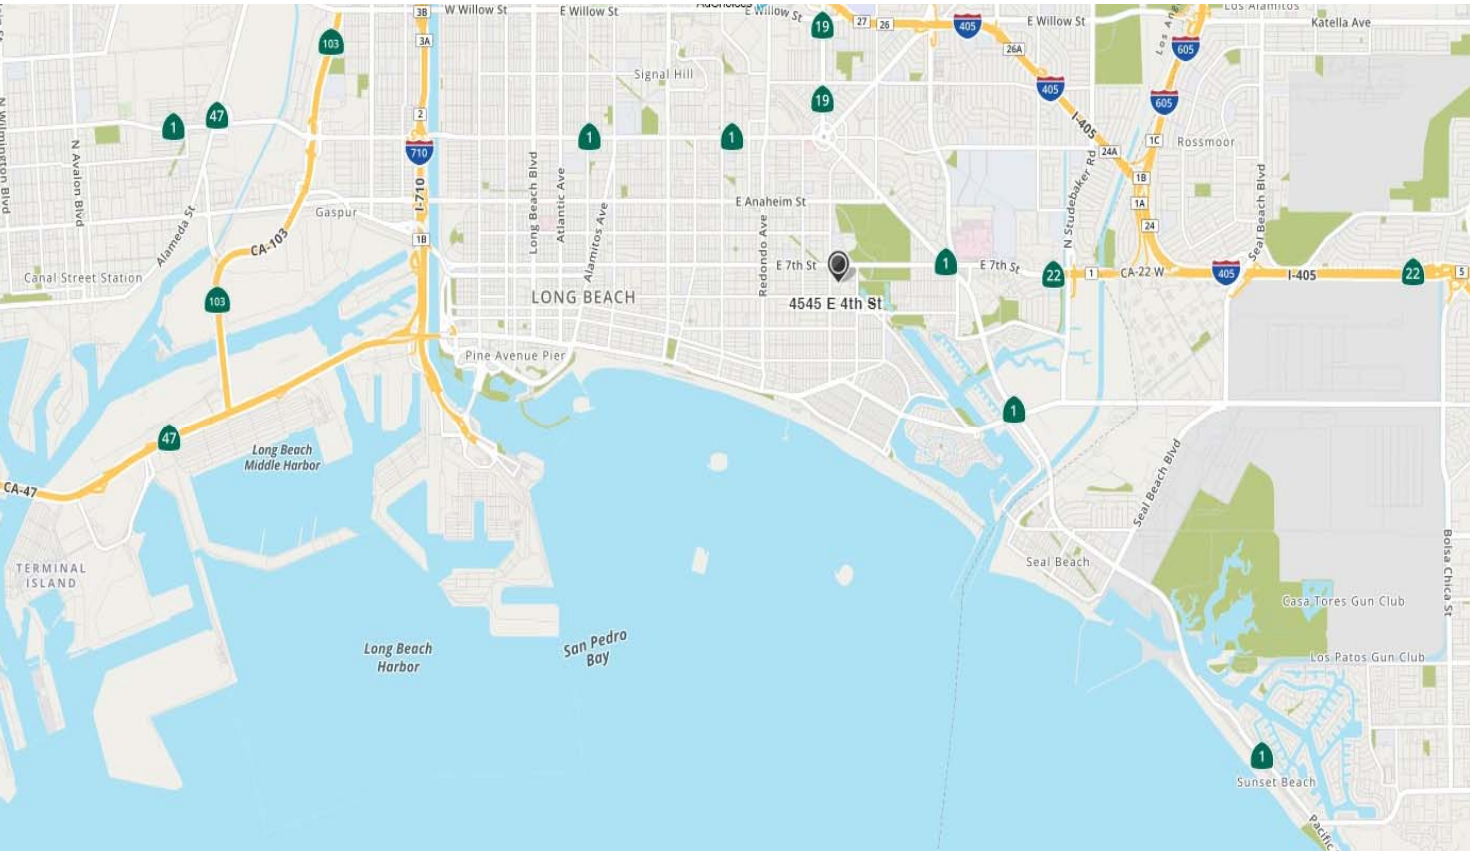 3B
W Willow St
E Willow St
E Willow St
19
27
26
405
E Willow St
Los Alamitos
Katella Ave
103
3A
26A
605
Signal Hill
405
605
19
2
1
47
1
1
I-405
1C
Rossmoor
24A
710
N Wilmington Blvd
N Avalon Blvd
I-710
Long Beach Blvd
Atlantic Ave
Alamitos Ave
Redondo Ave
E Anaheim St
N Studebaker Rd
1B
1A
24
Seal Beach Blvd
Gaspur
Alameda St
CA-103
1B
E 7th St
1
E 7th St
22
1
CA-22 W
405
I-405
22
5
Canal Street Station
103
LONG BEACH
4545 E 4th St.
Pine Avenue Pier
1
47
Long Beach
Middle Harbor
CA-47
Seal Beach Blvd
TERMINAL
ISLAND
Seal Beach
Bolsa Chica St
Casa Tores Gun Club
Long Beach
Harbor
San Pedro
Bay
Los Patos Gun Club
1
Sunset Beach
Pacific